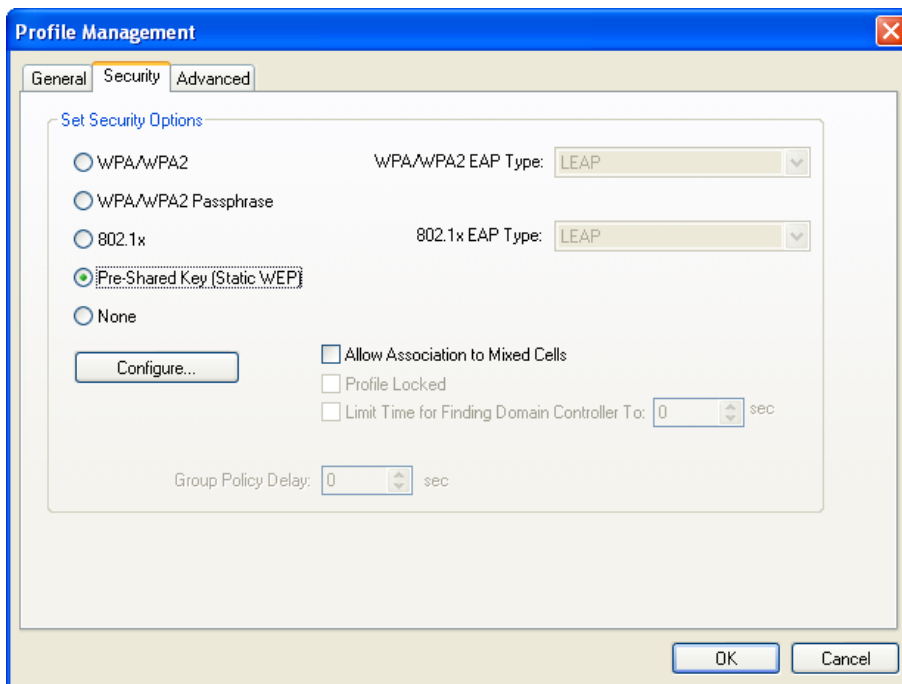 Profile Management
General Security Advanced
Set Security Options
WPA/WPA2 WPA/WPA2 EAP Type: LEAP
WPA/WPA2 Passphrase
802.1x 802.1x EAP Type: LEAP
Pre-Shared Key (Static WEP)
None
Configure... Allow Association to Mixed Cells
Profile Locked
Limit Time for Finding Domain Controller To: 0 sec
Group Policy Delay: 0 sec
OK Cancel